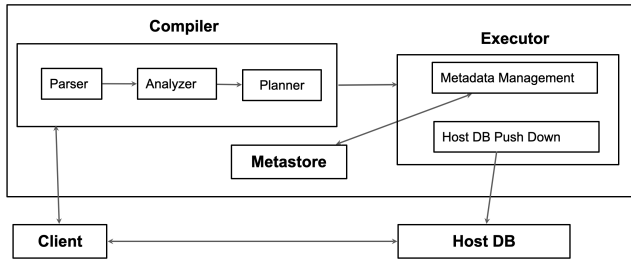 Compiler
Executor
Parser
Analyzer
Planner
Metadata Management
Host DB Push Down
Metastore
Client
Host DB